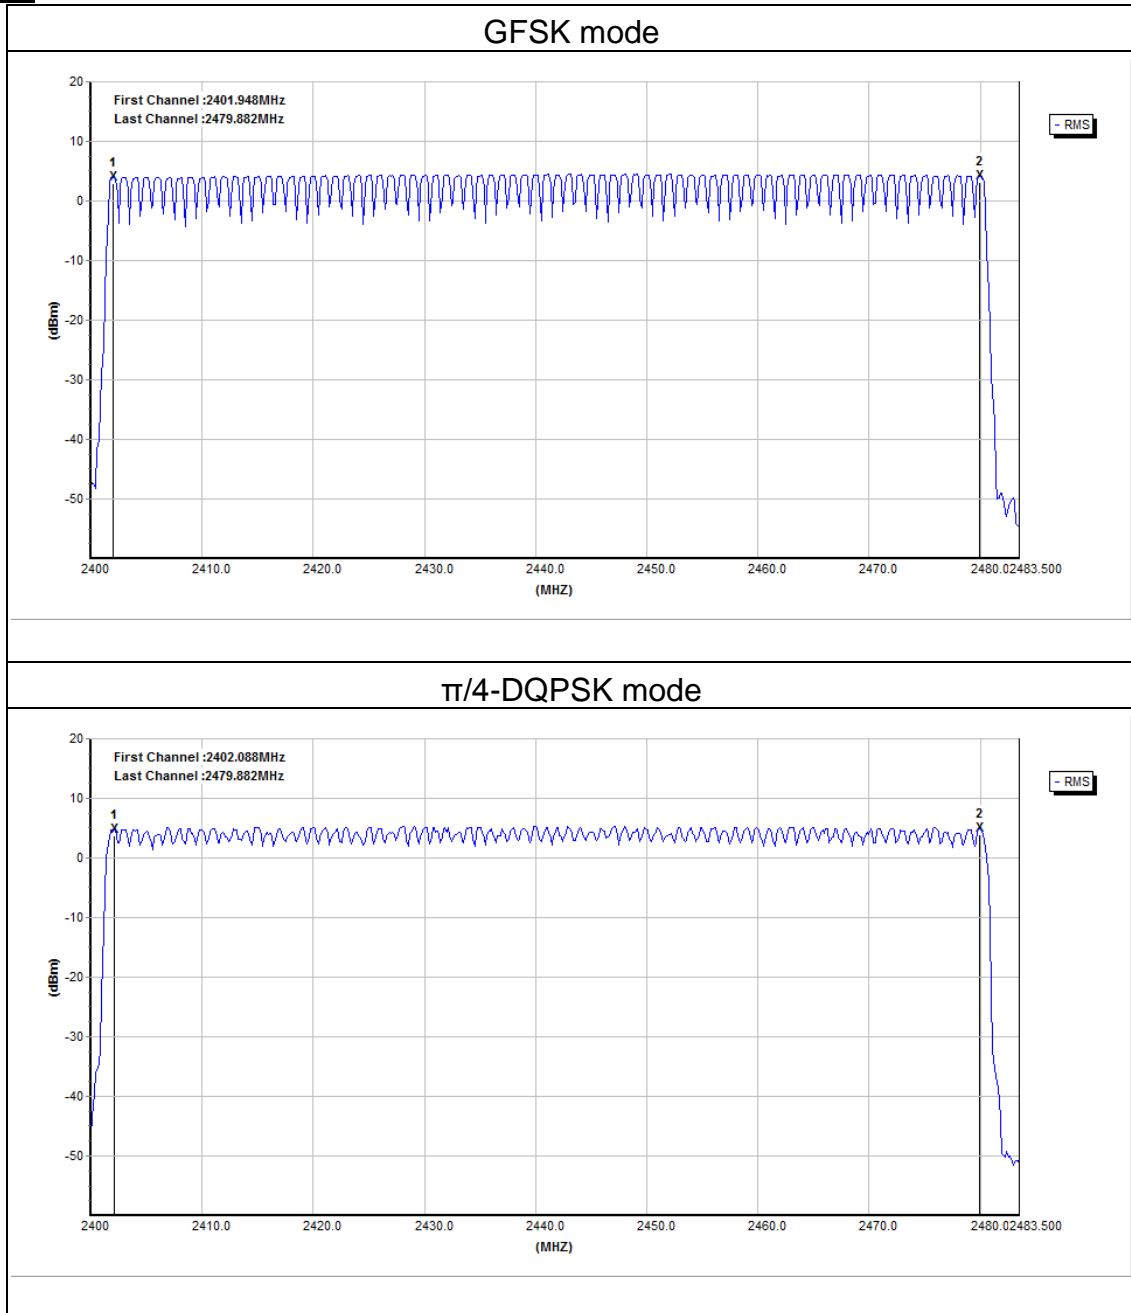 GFSK mode
20
First Channel :2401.948MHz
Last Channel :2479.882MHz
- RMS
10
1
2
0
-10
(dBm)
-20
-30
-40
-50
2400 2410.0 2420.0 2430.0 2440.0 2450.0 2460.0 2470.0 2480.02483.500
(MHZ)
π/4-DQPSK mode
20
First Channel :2402.088MHz
Last Channel :2479.882MHz
- RMS
10
1
2
0
-10
(dBm)
-20
-30
-40
-50
2400 2410.0 2420.0 2430.0 2440.0 2450.0 2460.0 2470.0 2480.02483.500
(MHZ)